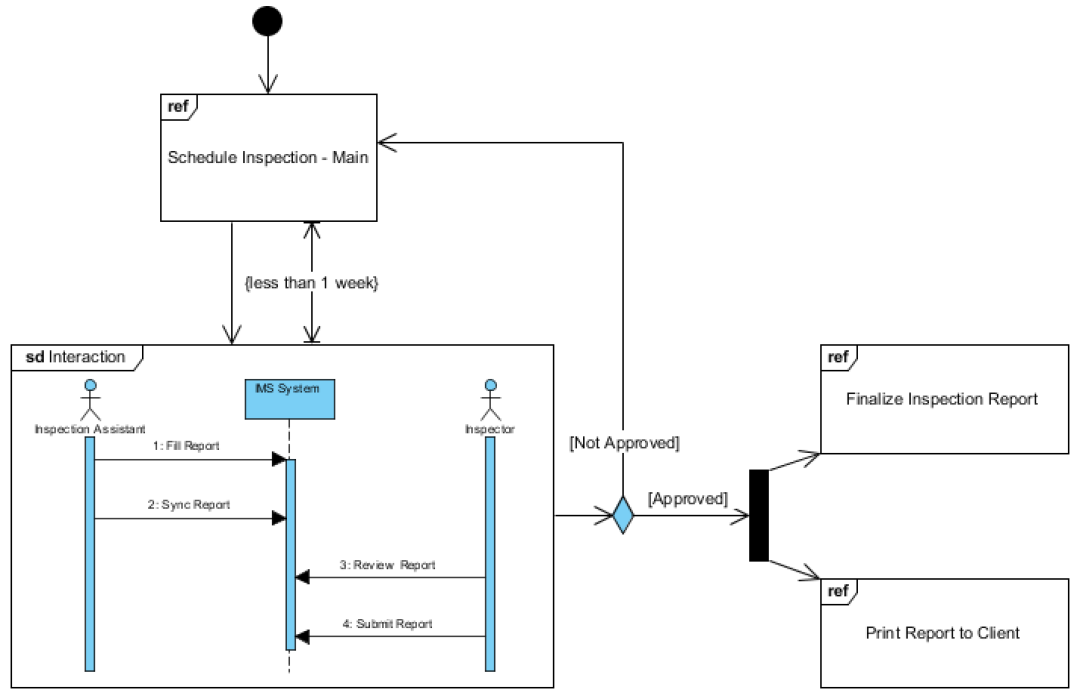 ref
Schedule Inspection - Main
{less than 1 week}
sd Interaction
IMS System
Inspection Assistant
Inspector
1: Fill Report
2: Sync Report
3: Review Report
4: Submit Report
[Not Approved]
[Approved]
ref
Finalize Inspection Report
ref
Print Report to Client